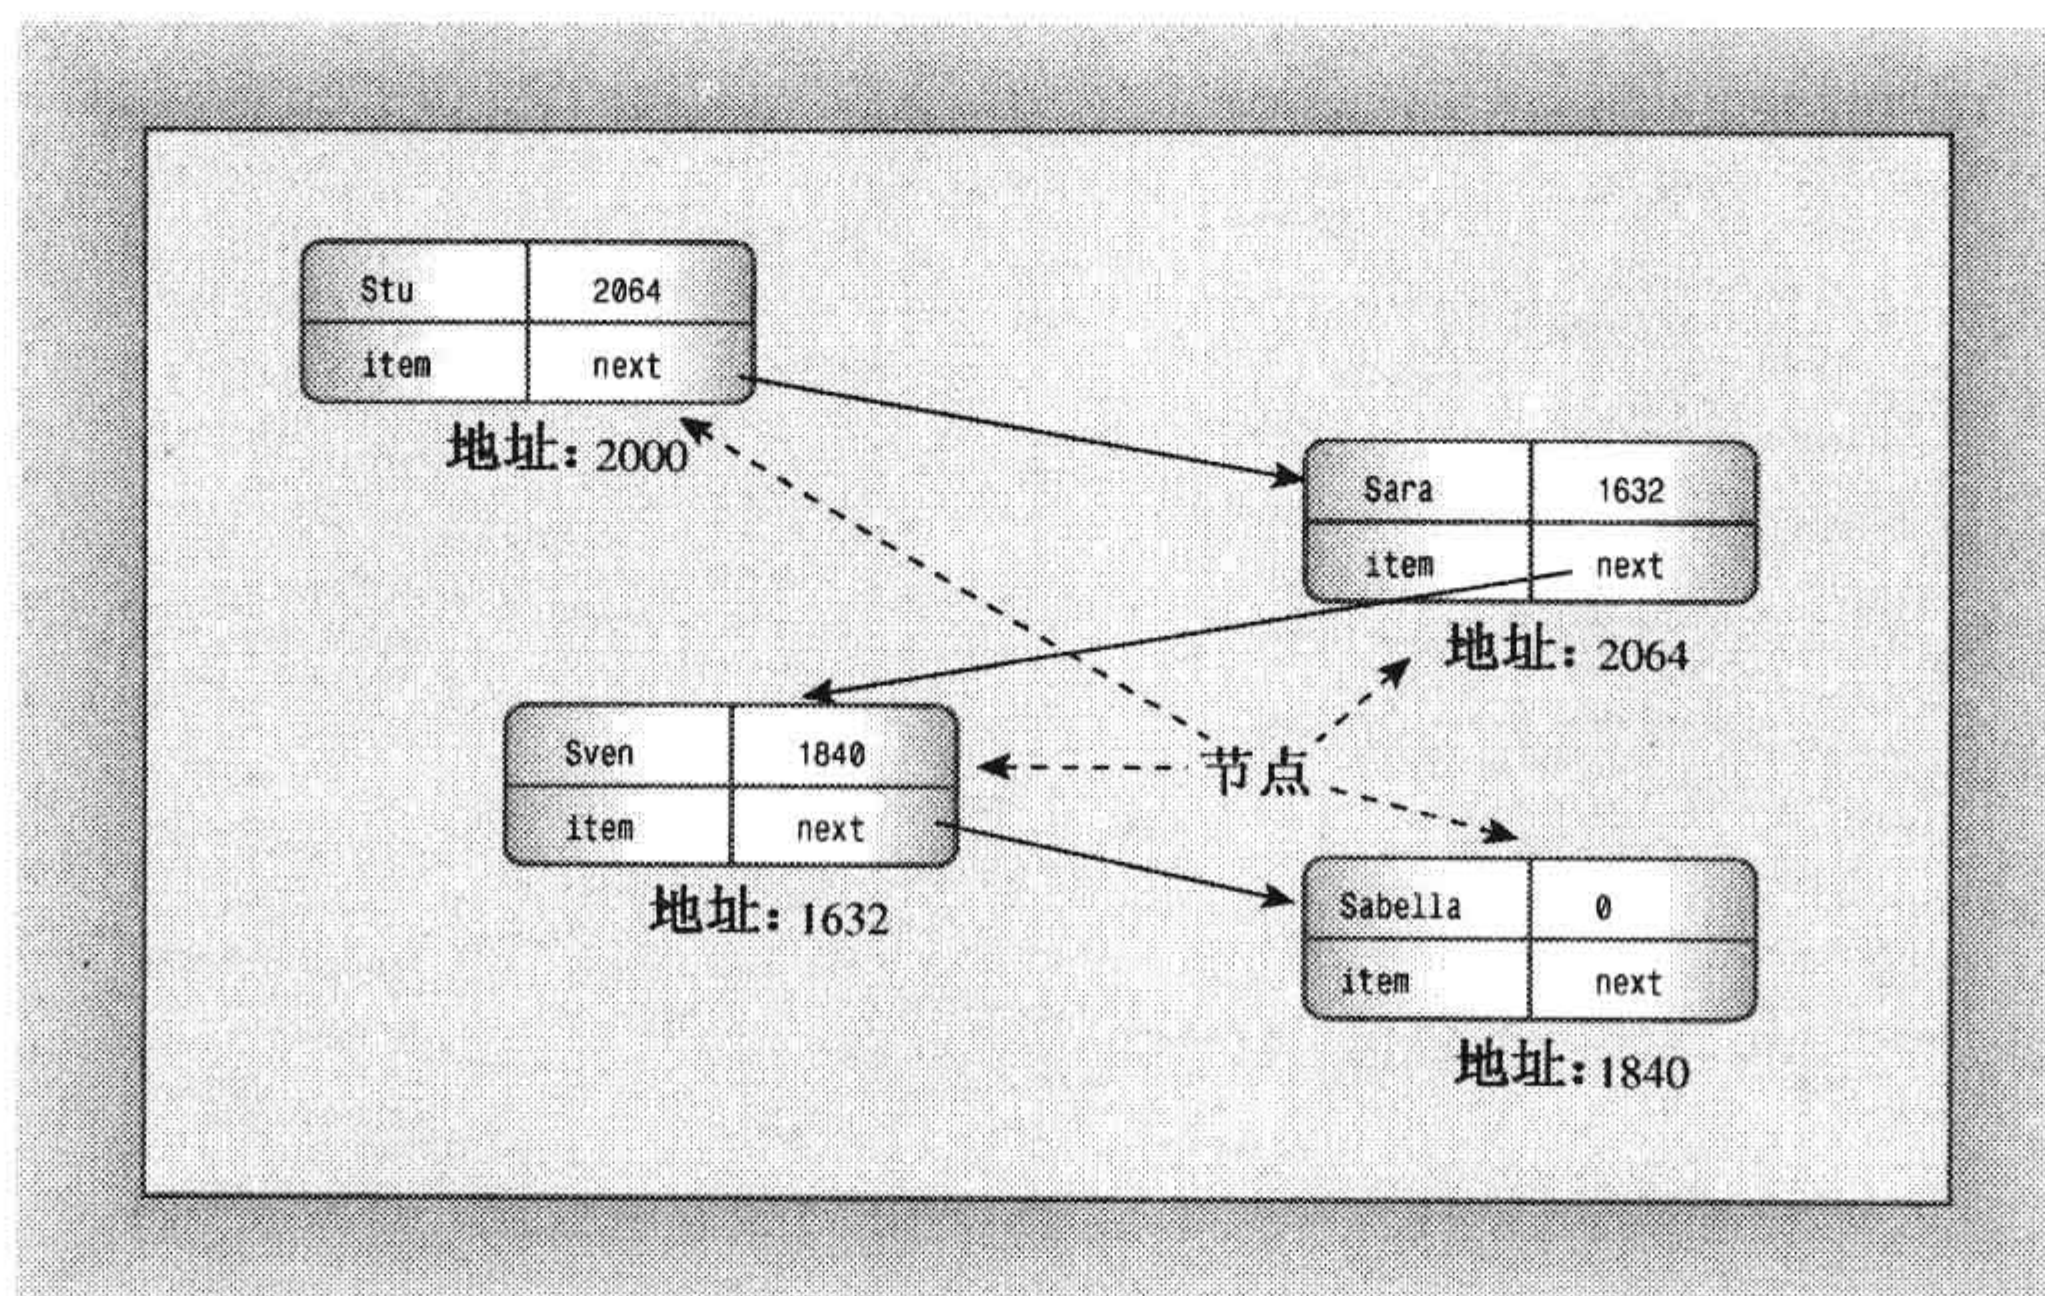 Stu 2064
item next
地址: 2000
Sara 1632
item next
地址: 2064
Sven 1840
item next
地址: 1632
节点
Sabella 0
item next
地址: 1840